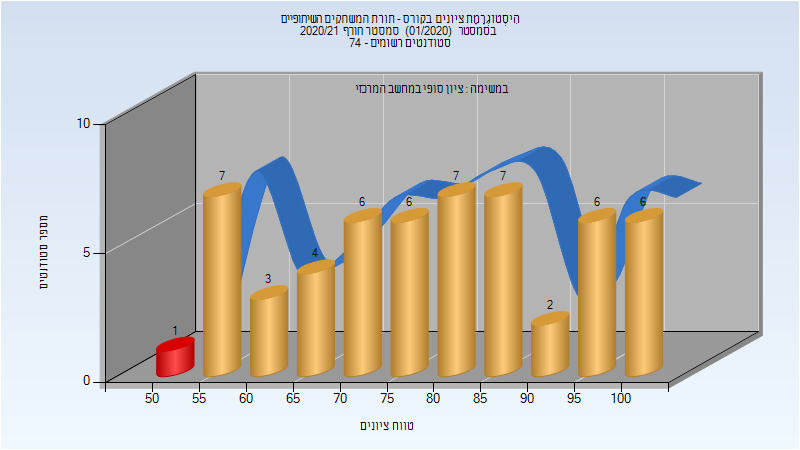 היסטוגרמת ציונים בקורס - תורת המשחקים השיתופיים
בסמסטר (01/2020) סמסטר חורף 2020/21
סטודנטים רשומים - 74
במשימה : ציון סופי במחשב המרכזי
10
5
0
מספר סטודנטים
1
7
3
4
6
6
7
7
2
6
6
50 55 60 65 70 75 80 85 90 95 100
טווח ציונים